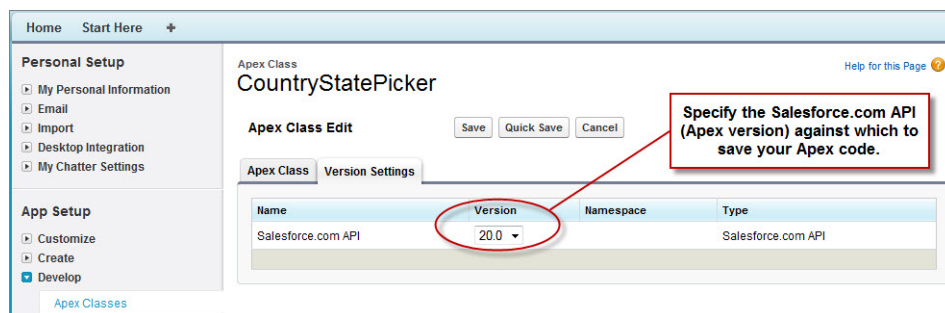 Home Start Here +
Personal Setup
My Personal Information
Email
Import
Desktop Integration
My Chatter Settings
App Setup
Customize
Create
Develop
Apex Classes
Apex Class
CountryStatePicker
Help for this Page ?
Apex Class Edit Save Quick Save Cancel
Specify the Salesforce.com API
(Apex version) against which to
save your Apex code.
Apex Class Version Settings
Name Version Namespace Type
Salesforce.com API 20.0 Salesforce.com API